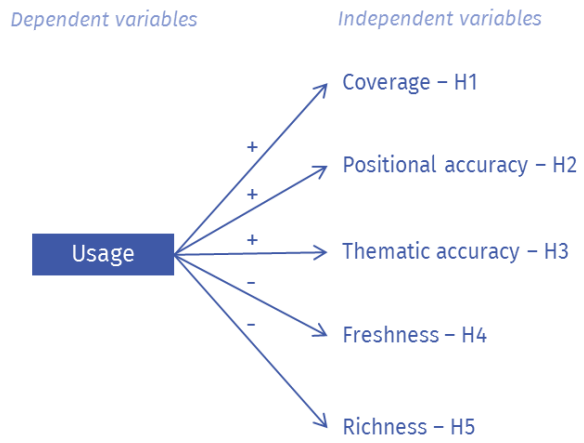 Dependent variables
Independent variables
Coverage – H1
+
Positional accuracy – H2
+
+
Usage
Thematic accuracy – H3
-
-
Freshness – H4
Richness – H5